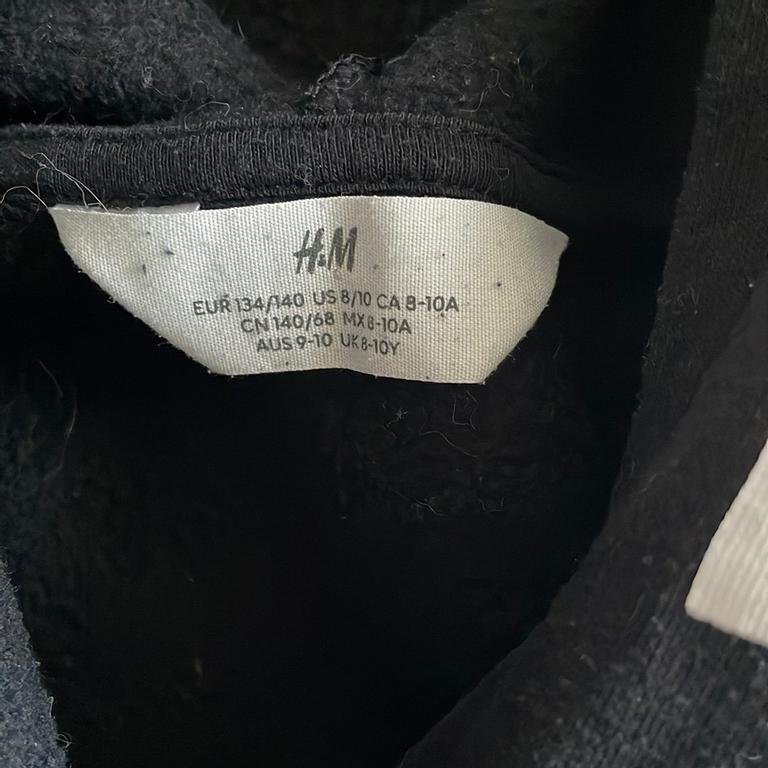 H&M
EUR 134/140 US 8/10 CA 8-10A
CN 140/68 MX 8-10A
AUS 9-10 UK 8-10Y